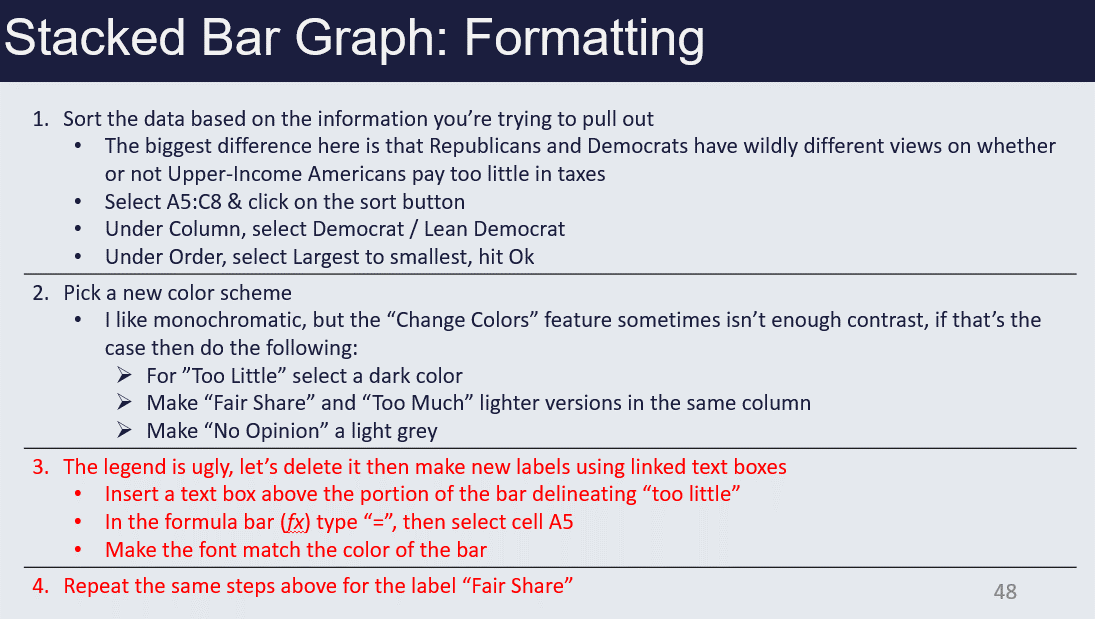 Stacked Bar Graph: Formatting
1. Sort the data based on the information you’re trying to pull out
• The biggest difference here is that Republicans and Democrats have wildly different views on whether
or not Upper-Income Americans pay too little in taxes
• Select A5:C8 & click on the sort button
• Under Column, select Democrat / Lean Democrat
• Under Order, select Largest to smallest, hit Ok
2. Pick a new color scheme
• I like monochromatic, but the “Change Colors” feature sometimes isn’t enough contrast, if that’s the
case then do the following:
➢ For ”Too Little” select a dark color
➢ Make “Fair Share” and “Too Much” lighter versions in the same column
➢ Make “No Opinion” a light grey
3. The legend is ugly, let’s delete it then make new labels using linked text boxes
• Insert a text box above the portion of the bar delineating “too little”
• In the formula bar (fx) type “=”, then select cell A5
• Make the font match the color of the bar
4. Repeat the same steps above for the label “Fair Share”
48